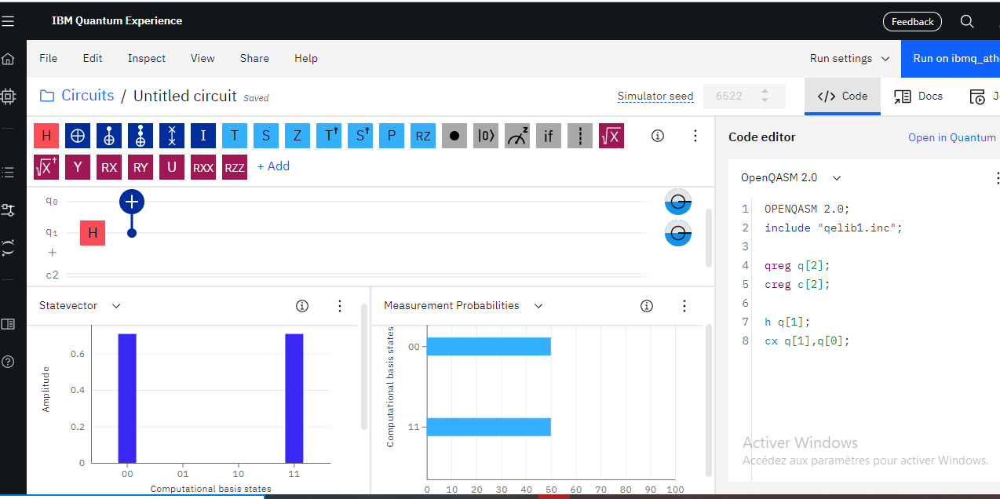 IBM Quantum Experience
Feedback
File Edit Inspect View Share Help
Run settings
Run on ibmq_ath
Circuits / Untitled circuit Saved
Simulator seed 6522
</> Code
Docs
J
H I T S Z T† S† P RZ |0⟩ z if √X
√X† Y RX RY U RXX RZZ + Add
q0
q1 H
+
c2
Statevector
Amplitude
0.6
0.4
0.2
0
00 01 10 11
Computational basis states
Measurement Probabilities
Computational basis states
00
11
0 10 20 30 40 50 60 70 80 90 100
Code editor
Open in Quantum
OpenQASM 2.0
1 OPENQASM 2.0;
2 include "qelib1.inc";
3
4 qreg q[2];
5 creg c[2];
6
7 h q[1];
8 cx q[1],q[0];
Activer Windows
Accédez aux paramètres pour activer Windows.